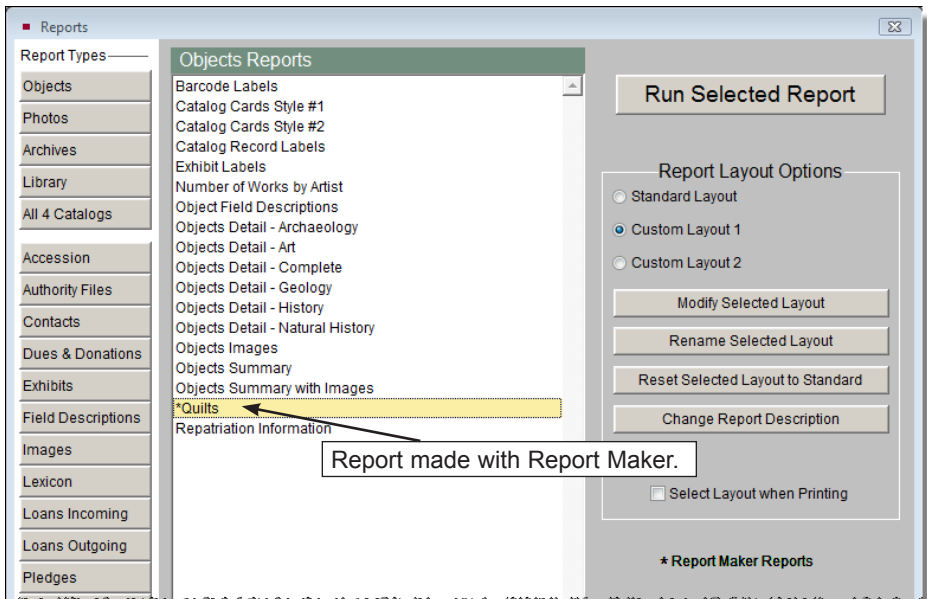 Reports
Report Types
Objects
Photos
Archives
Library
All 4 Catalogs
Accession
Authority Files
Contacts
Dues & Donations
Exhibits
Field Descriptions
Images
Lexicon
Loans Incoming
Loans Outgoing
Pledges
Objects Reports
Barcode Labels
Catalog Cards Style #1
Catalog Cards Style #2
Catalog Record Labels
Exhibit Labels
Number of Works by Artist
Object Field Descriptions
Objects Detail - Archaeology
Objects Detail - Art
Objects Detail - Complete
Objects Detail - Geology
Objects Detail - History
Objects Detail - Natural History
Objects Images
Objects Summary
Objects Summary with Images
*Quilts
Repatriation Information
Report made with Report Maker.
Run Selected Report
Report Layout Options
Standard Layout
Custom Layout 1
Custom Layout 2
Modify Selected Layout
Rename Selected Layout
Reset Selected Layout to Standard
Change Report Description
Select Layout when Printing
* Report Maker Reports